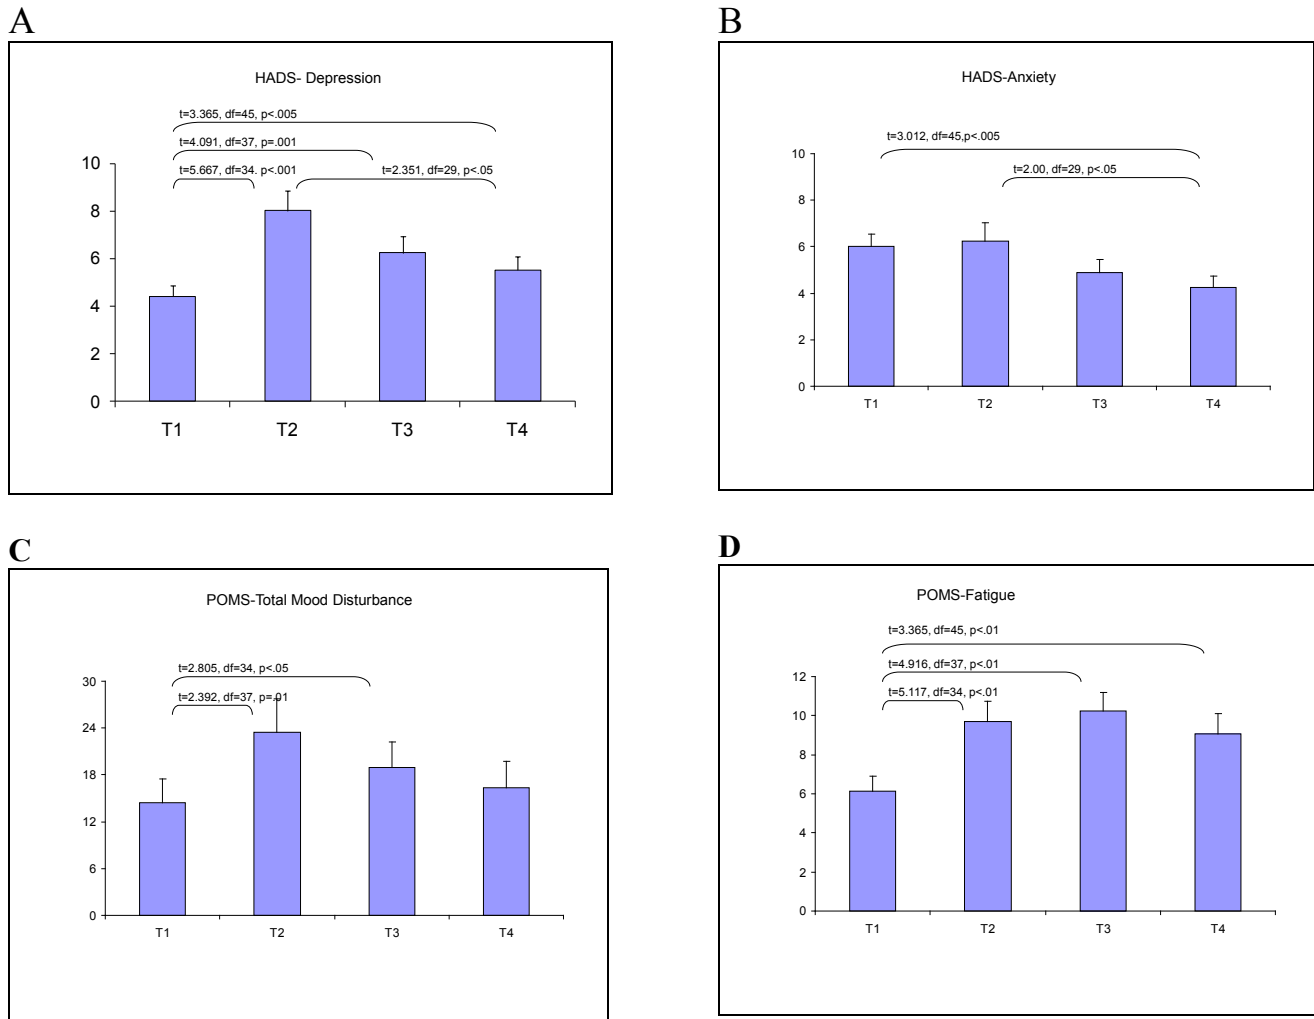 A
HADS- Depression
t=3.365, df=45, p<.005
t=4.091, df=37, p=.001
t=5.667, df=34. p<.001
t=2.351, df=29, p<.05
10
8
6
4
2
0
T1 T2 T3 T4
B
HADS-Anxiety
t=3.012, df=45,p<.005
t=2.00, df=29, p<.05
10
8
6
4
2
0
T1 T2 T3 T4
C
POMS-Total Mood Disturbance
t=2.805, df=34, p<.05
t=2.392, df=37, p=.01
30
24
18
12
6
0
T1 T2 T3 T4
D
POMS-Fatigue
t=3.365, df=45, p<.01
t=4.916, df=37, p<.01
t=5.117, df=34, p<.01
12
10
8
6
4
2
0
T1 T2 T3 T4